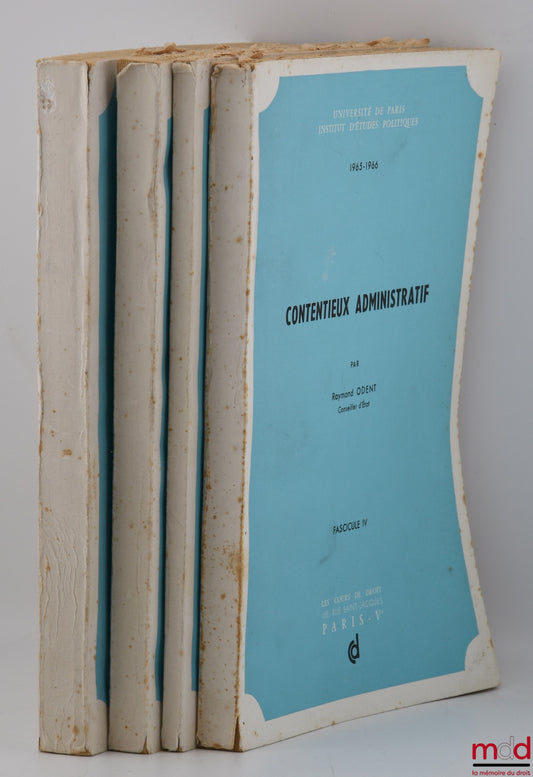 UNIVERSITÉ DE PARIS
INSTITUT D'ÉTUDES POLITIQUES
1965-1966
CONTENTIEUX ADMINISTRATIF
PAR
Raymond ODENT
Conseiller d'État
FASCICULE IV
LES COURS DE DROIT
RUE SAINT-JACQUES
PARIS-Ve
cd
mdd
la mémoire du droit